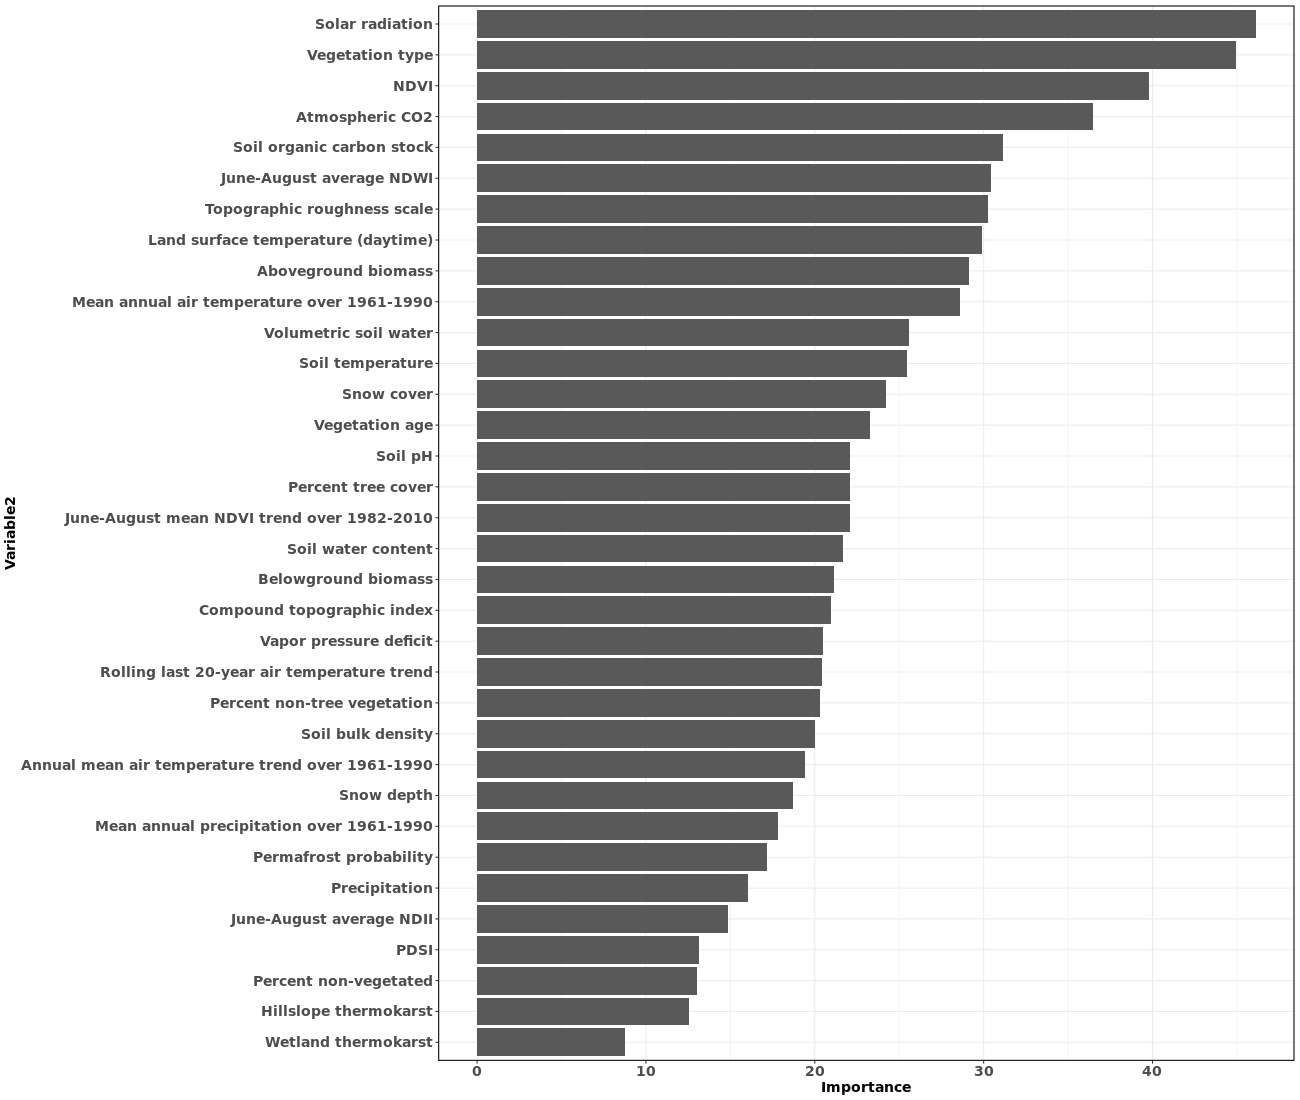 Solar radiation
Vegetation type
NDVI
Atmospheric CO2
Soil organic carbon stock
June-August average NDWI
Topographic roughness scale
Land surface temperature (daytime)
Aboveground biomass
Mean annual air temperature over 1961-1990
Volumetric soil water
Soil temperature
Snow cover
Vegetation age
Soil pH
Percent tree cover
June-August mean NDVI trend over 1982-2010
Soil water content
Belowground biomass
Compound topographic index
Vapor pressure deficit
Rolling last 20-year air temperature trend
Percent non-tree vegetation
Soil bulk density
Annual mean air temperature trend over 1961-1990
Snow depth
Mean annual precipitation over 1961-1990
Permafrost probability
Precipitation
June-August average NDII
PDSI
Percent non-vegetated
Hillslope thermokarst
Wetland thermokarst
Variable2
0 10 20 30 40
Importance